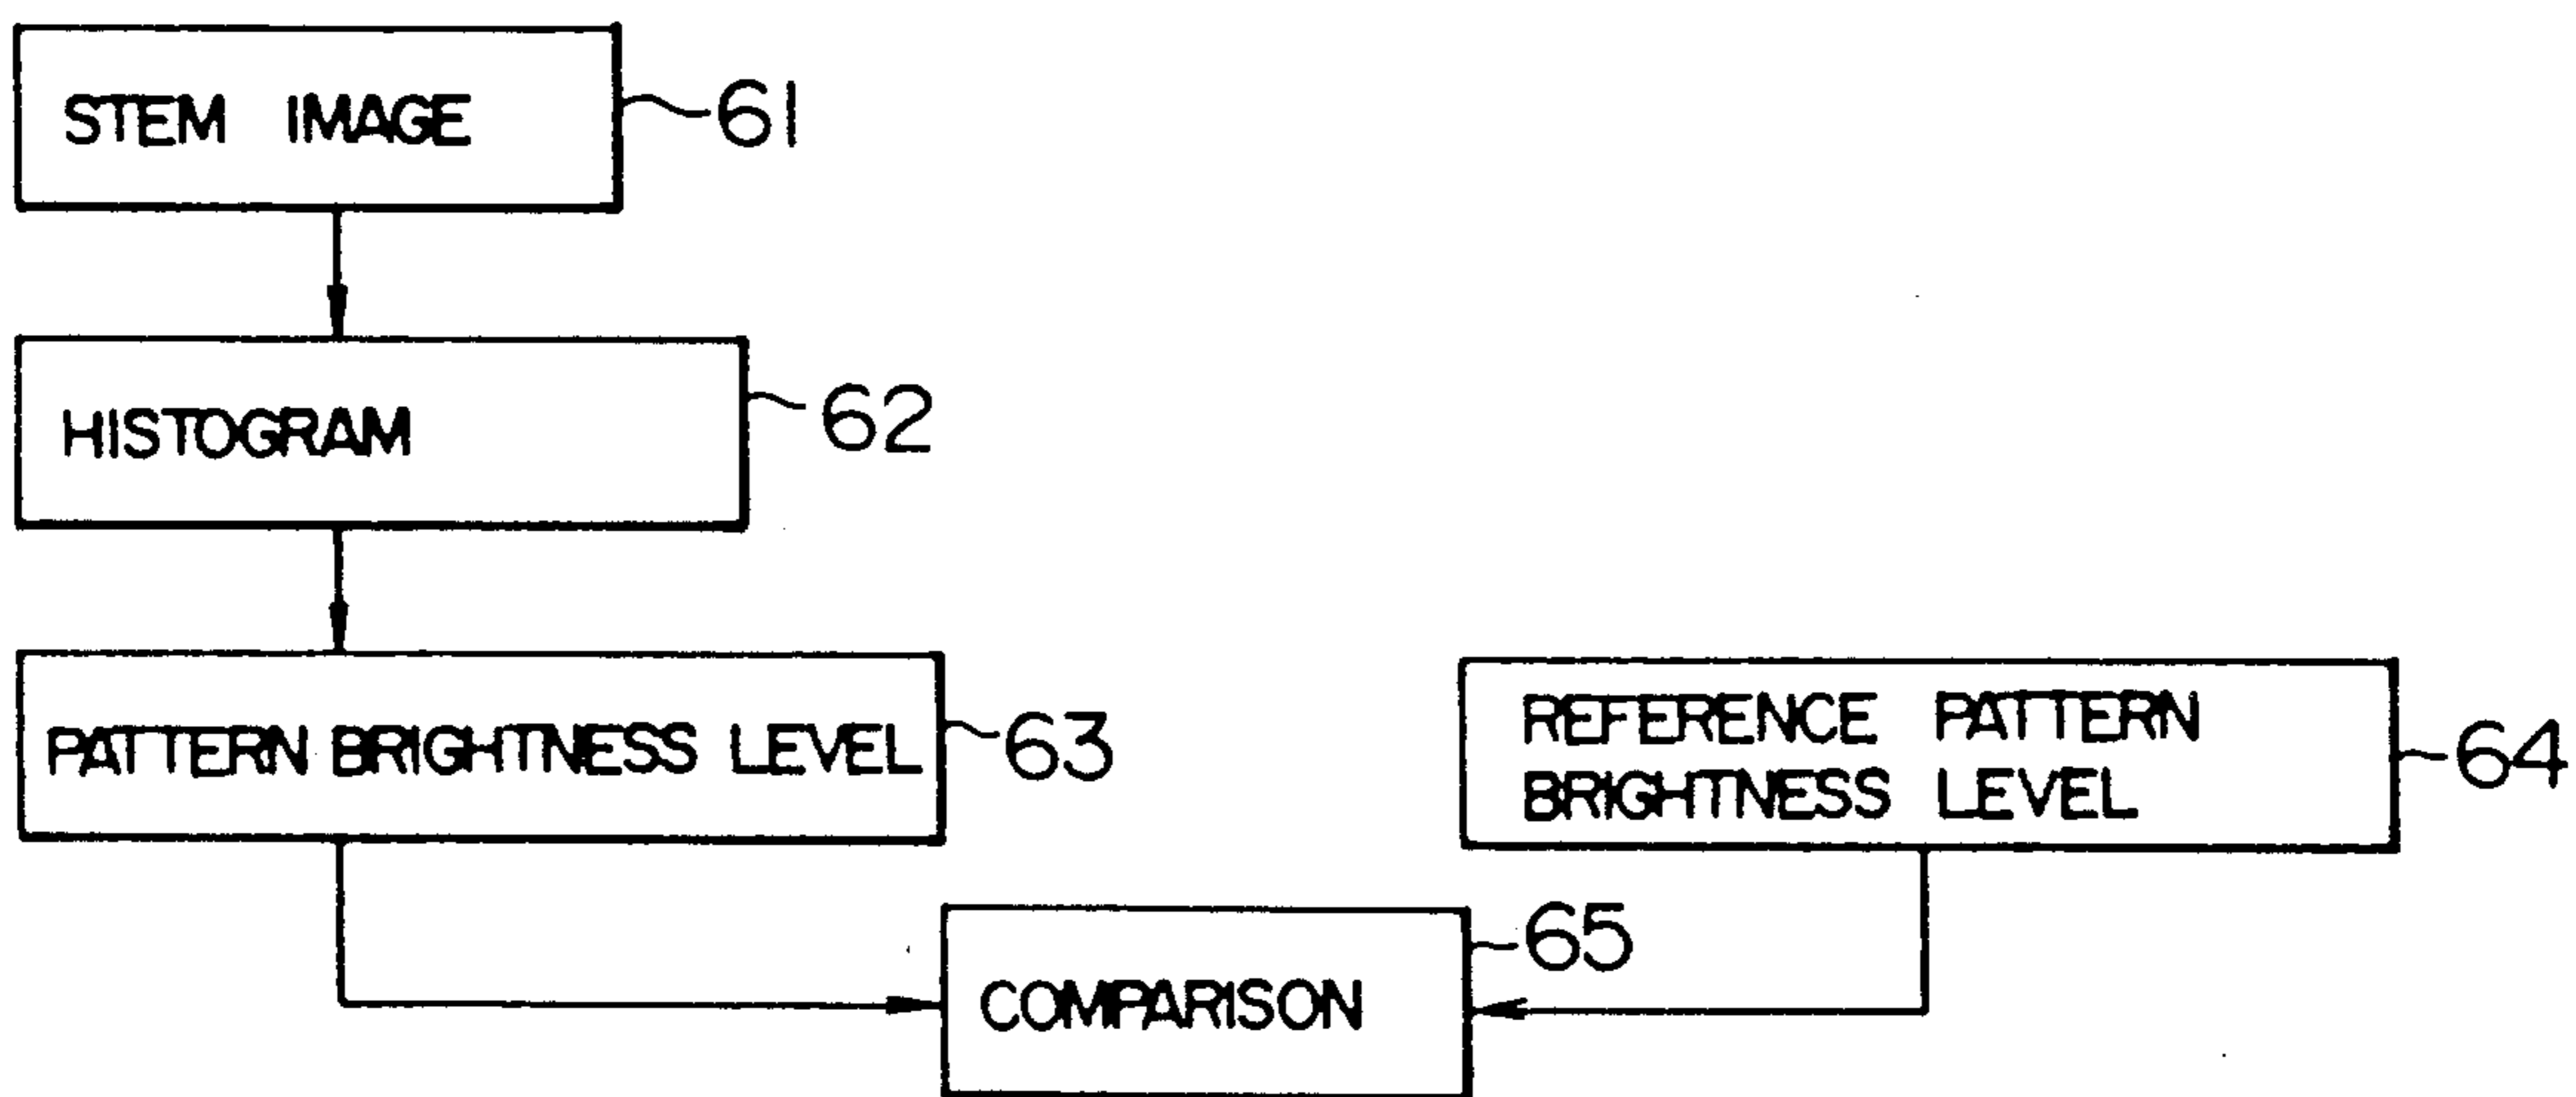 STEM IMAGE
61
HISTOGRAM
62
PATTERN BRIGHTNESS LEVEL
63
REFERENCE PATTERN
BRIGHTNESS LEVEL
64
COMPARISON
65